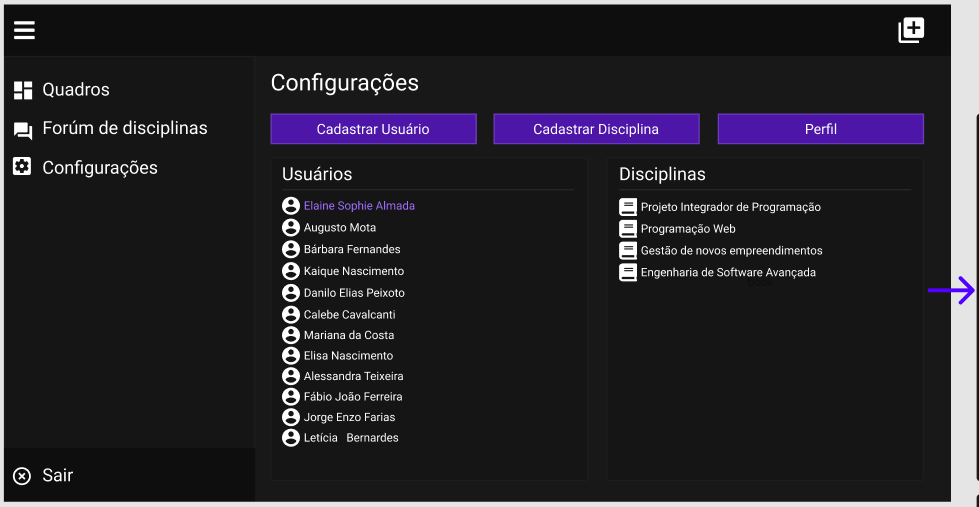 Quadros
Forúm de disciplinas
Configurações
Sair
Configurações
Cadastrar Usuário
Cadastrar Disciplina
Perfil
Usuários
Elaine Sophie Almada
Augusto Mota
Bárbara Fernandes
Kaique Nascimento
Danilo Elias Peixoto
Calebe Cavalcanti
Mariana da Costa
Elisa Nascimento
Alessandra Teixeira
Fábio João Ferreira
Jorge Enzo Farias
Letícia Bernardes
Disciplinas
Projeto Integrador de Programação
Programação Web
Gestão de novos empreendimentos
Engenharia de Software Avançada